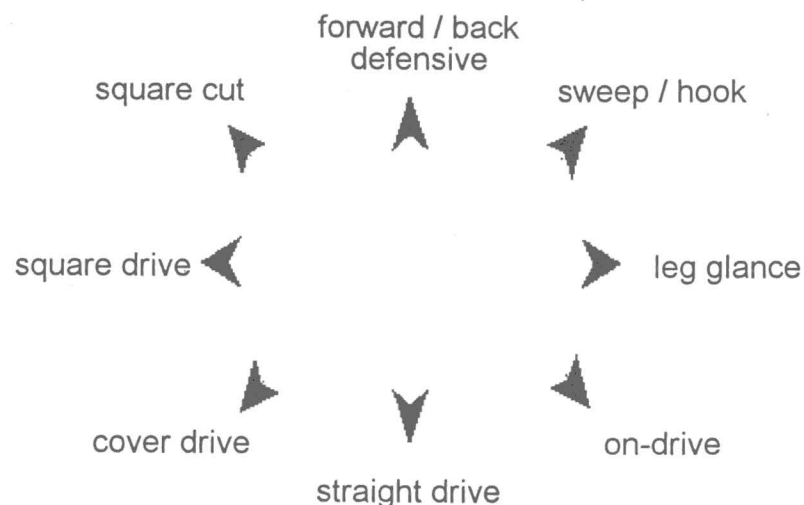 forward / back
defensive
square cut
sweep / hook
square drive
leg glance
cover drive
on-drive
straight drive